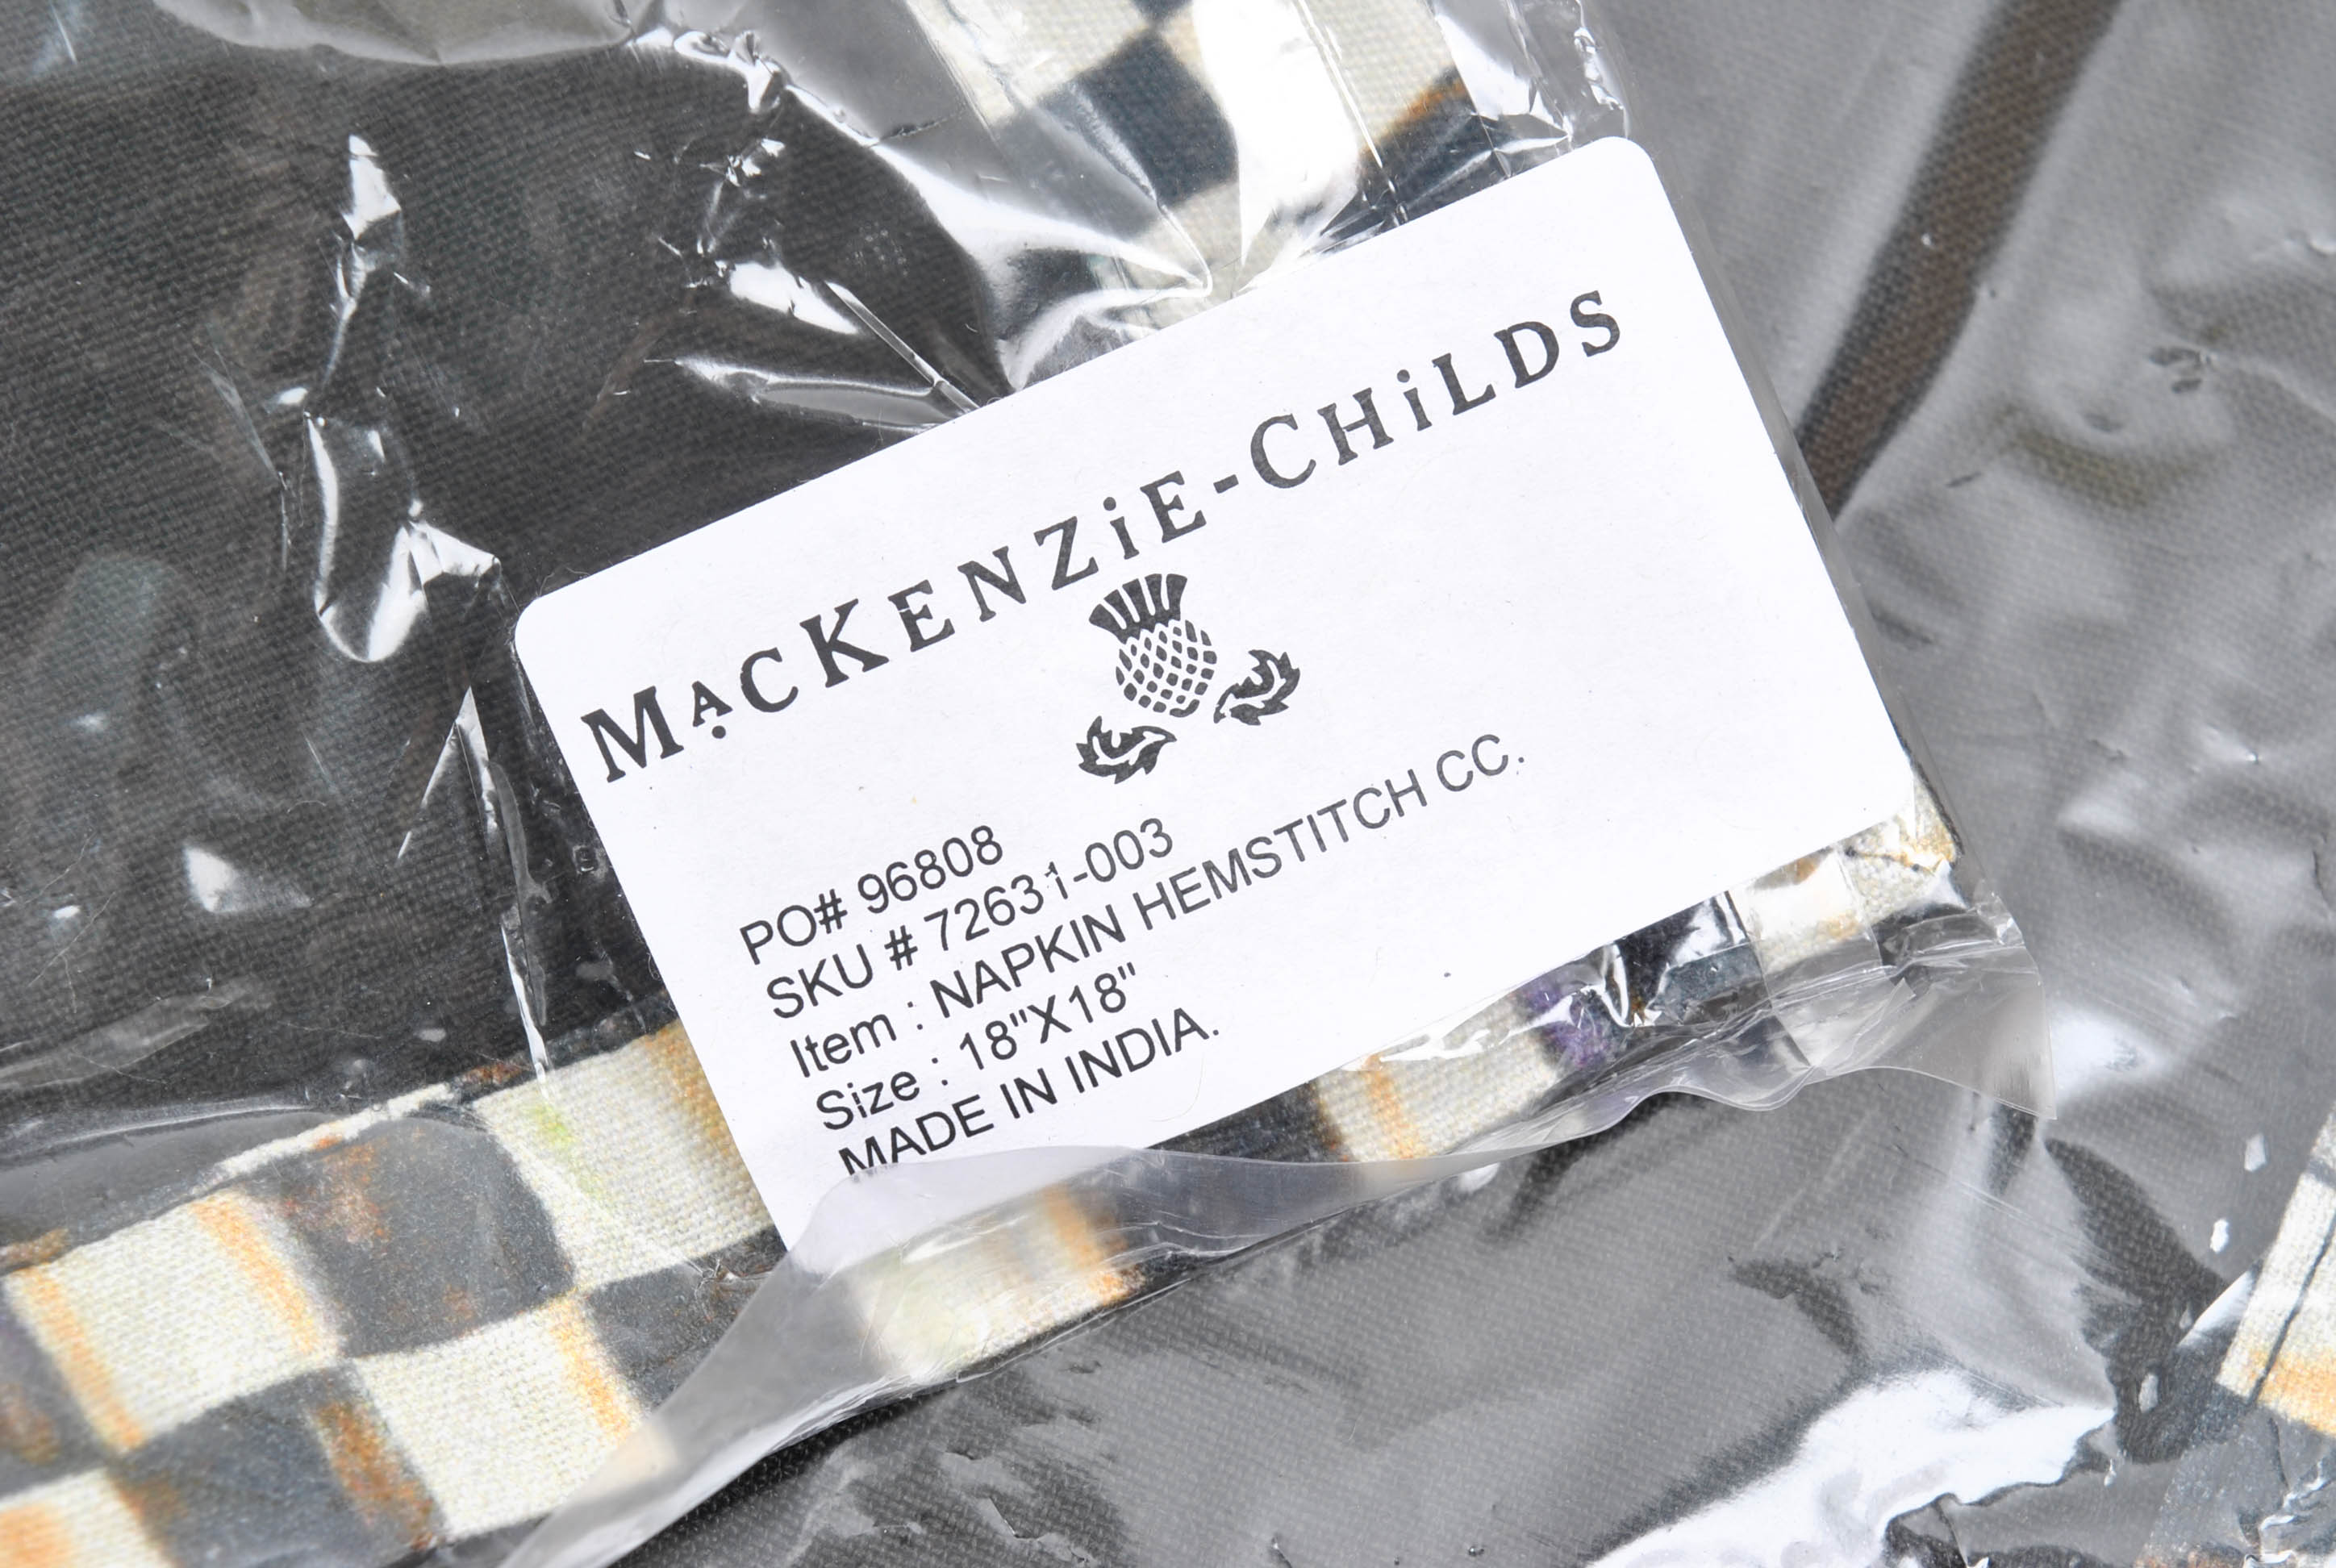 MACKENZiE-CHiLDS
PO# 96808
SKU # 72631-003
Item : NAPKIN HEMSTITCH CC.
Size : 18"X18"
MADE IN INDIA.